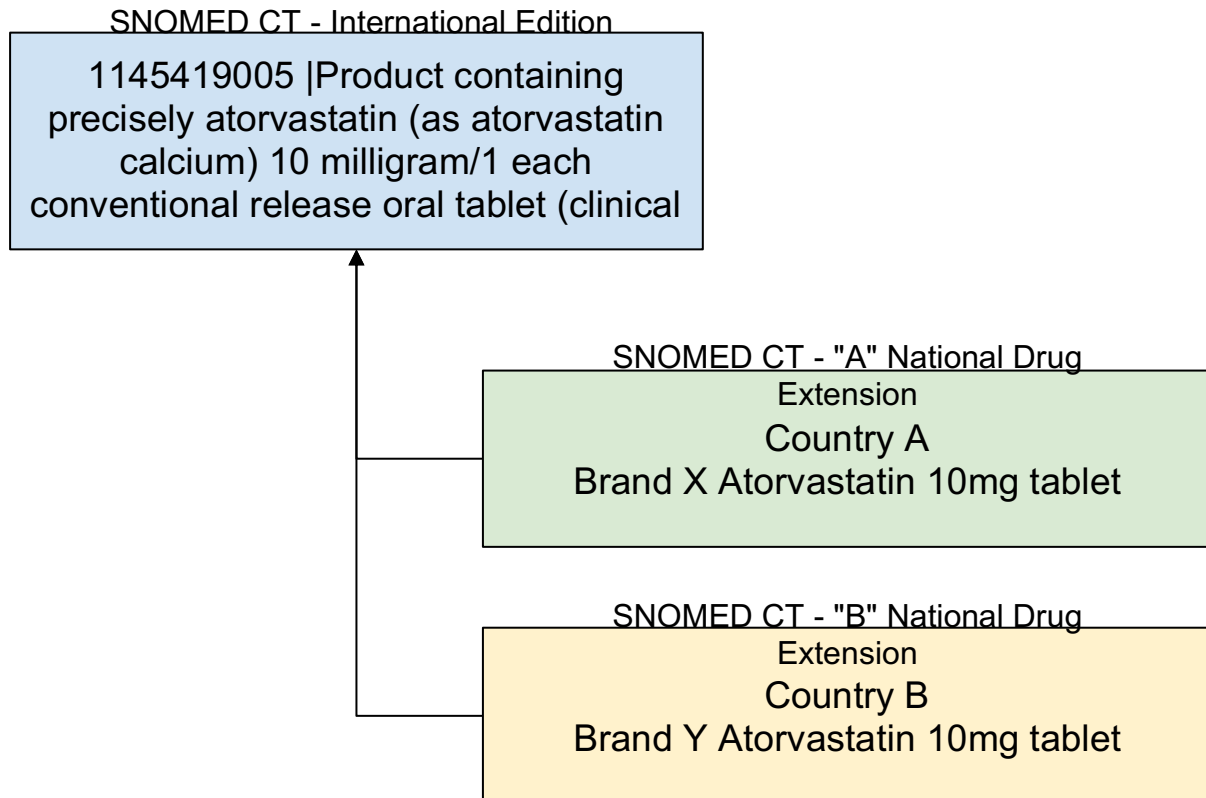 SNOMED CT - International Edition
1145419005 |Product containing
precisely atorvastatin (as atorvastatin
calcium) 10 milligram/1 each
conventional release oral tablet (clinical
SNOMED CT - "A" National Drug
Extension
Country A
Brand X Atorvastatin 10mg tablet
SNOMED CT - "B" National Drug
Extension
Country B
Brand Y Atorvastatin 10mg tablet